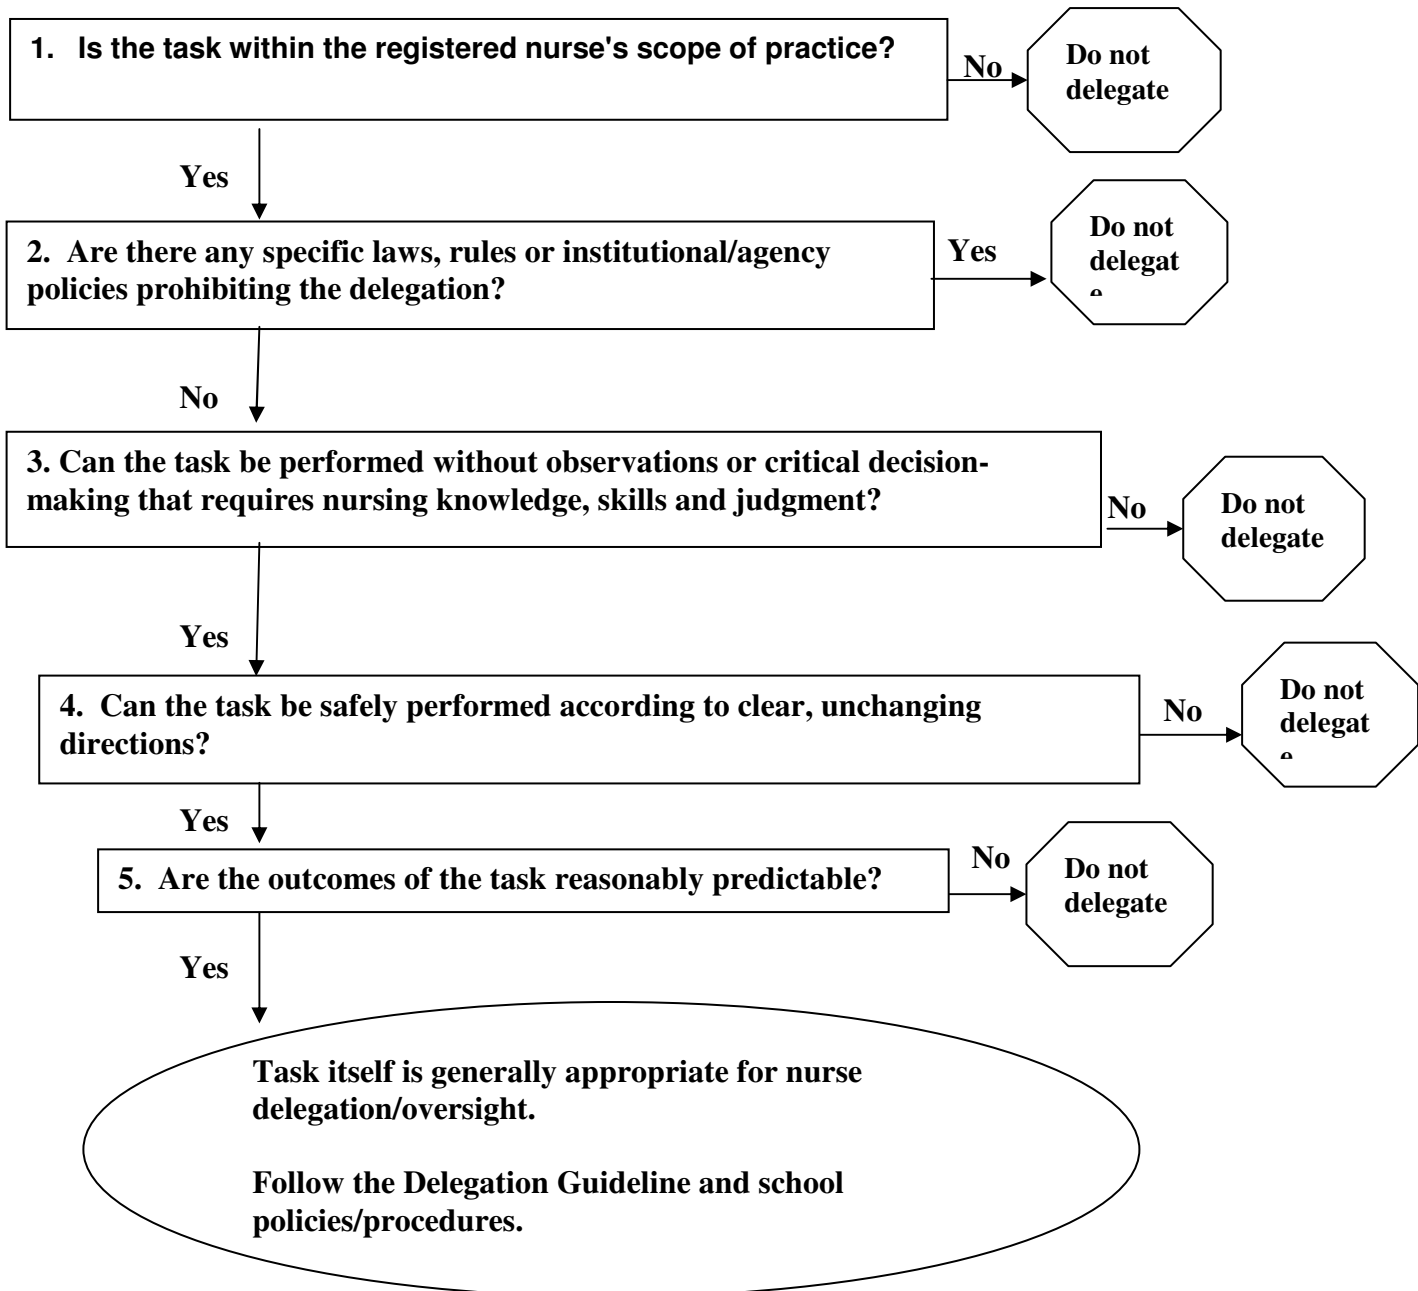 1. Is the task within the registered nurse's scope of practice?
No
Do not
delegate
Yes
2. Are there any specific laws, rules or institutional/agency
policies prohibiting the delegation?
Yes
Do not
delegat
e
No
3. Can the task be performed without observations or critical decision-
making that requires nursing knowledge, skills and judgment?
No
Do not
delegate
Yes
4. Can the task be safely performed according to clear, unchanging
directions?
No
Do not
delegat
e
Yes
5. Are the outcomes of the task reasonably predictable?
No
Do not
delegate
Yes
Task itself is generally appropriate for nurse
delegation/oversight.
Follow the Delegation Guideline and school
policies/procedures.